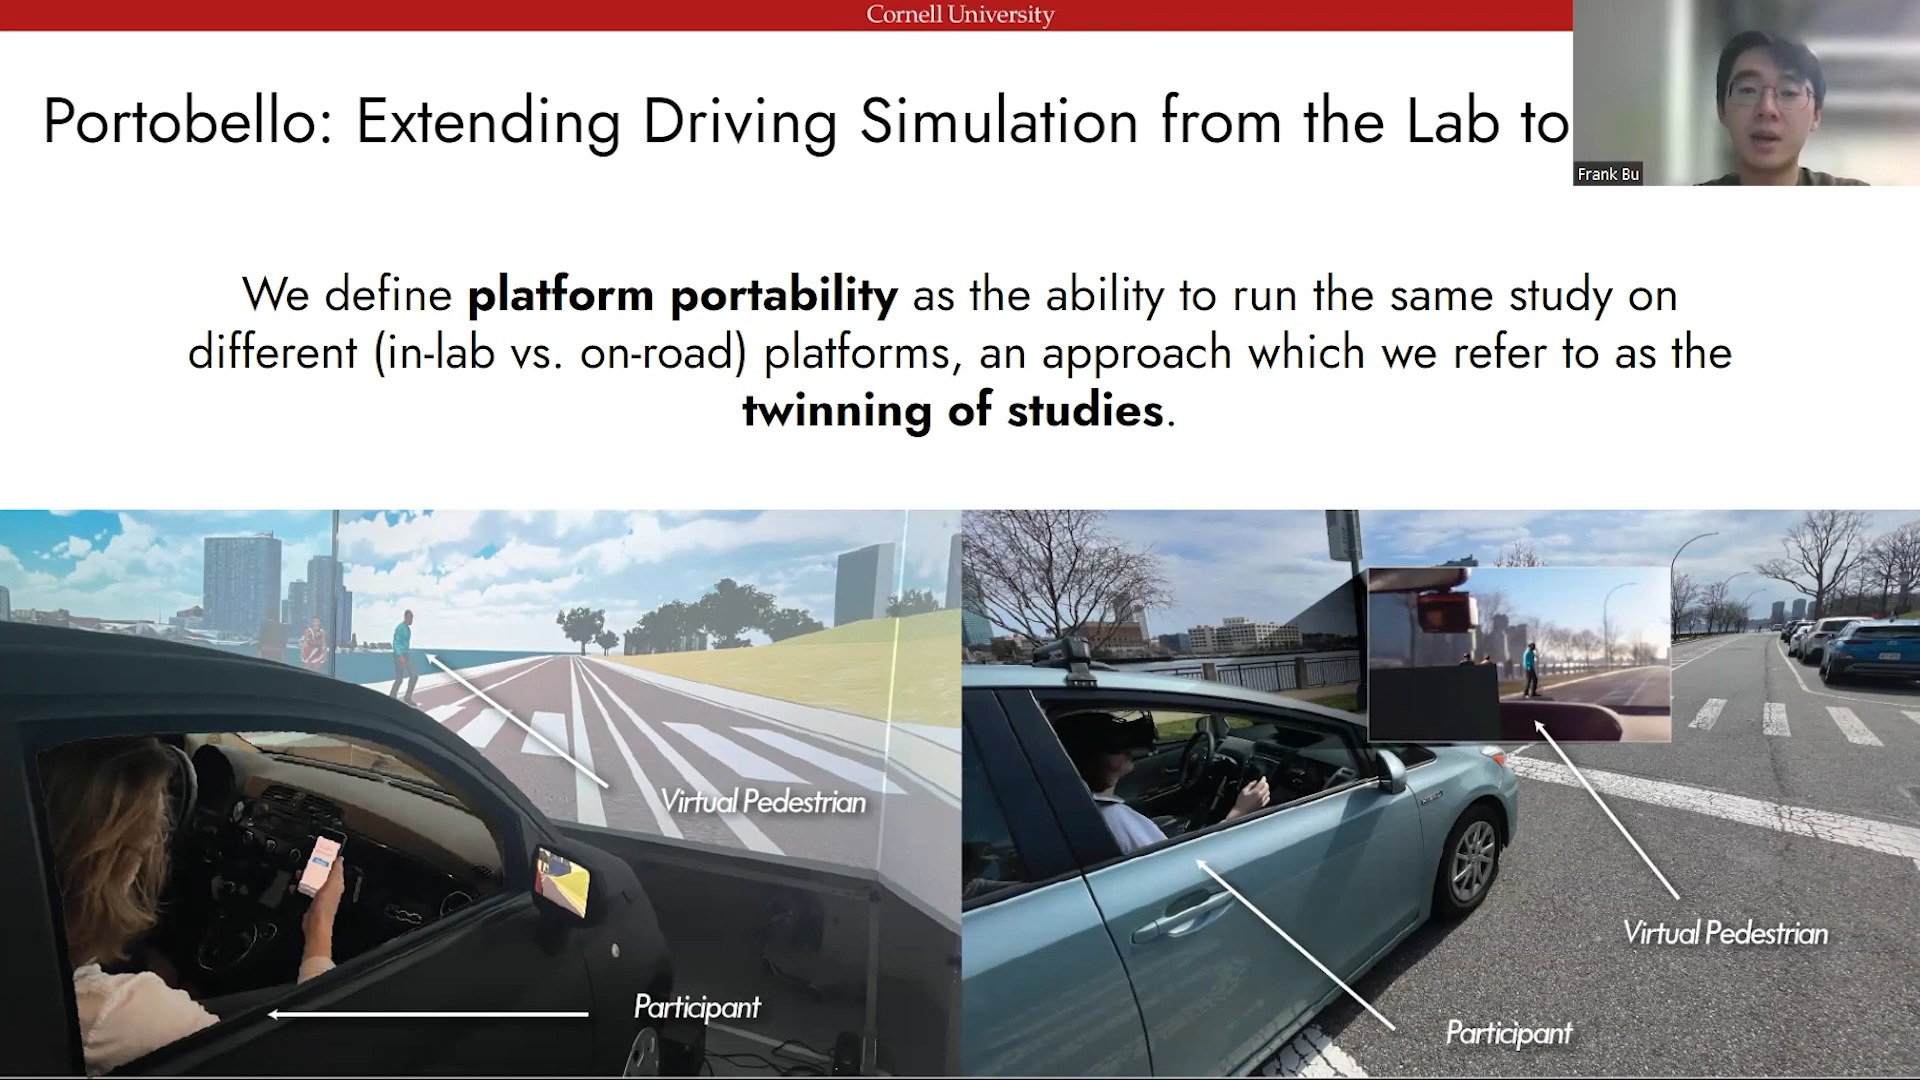 Cornell University
Portobello: Extending Driving Simulation from the Lab to
Frank Bu
We define platform portability as the ability to run the same study on
different (in-lab vs. on-road) platforms, an approach which we refer to as the
twinning of studies.
Virtual Pedestrian
Participant
Virtual Pedestrian
Participant